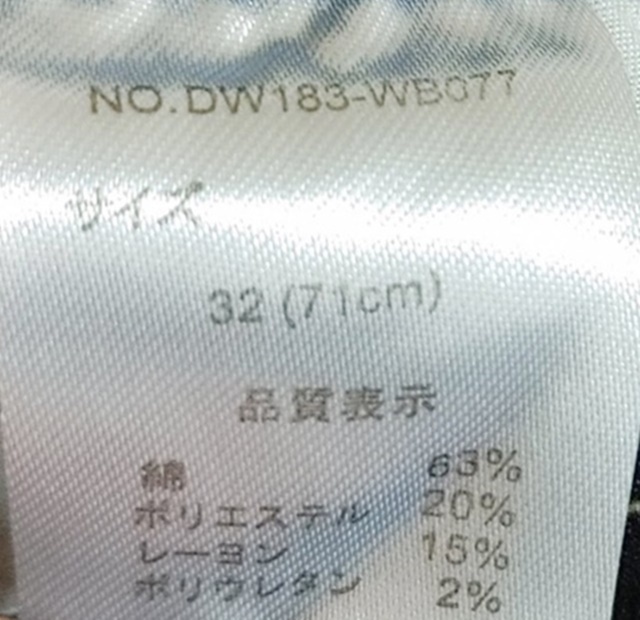 NO.DW183-WB077
サイズ
32 (71cm)
品質表示
綿 63%
ポリエステル 20%
レーヨン 15%
ポリウレタン 2%